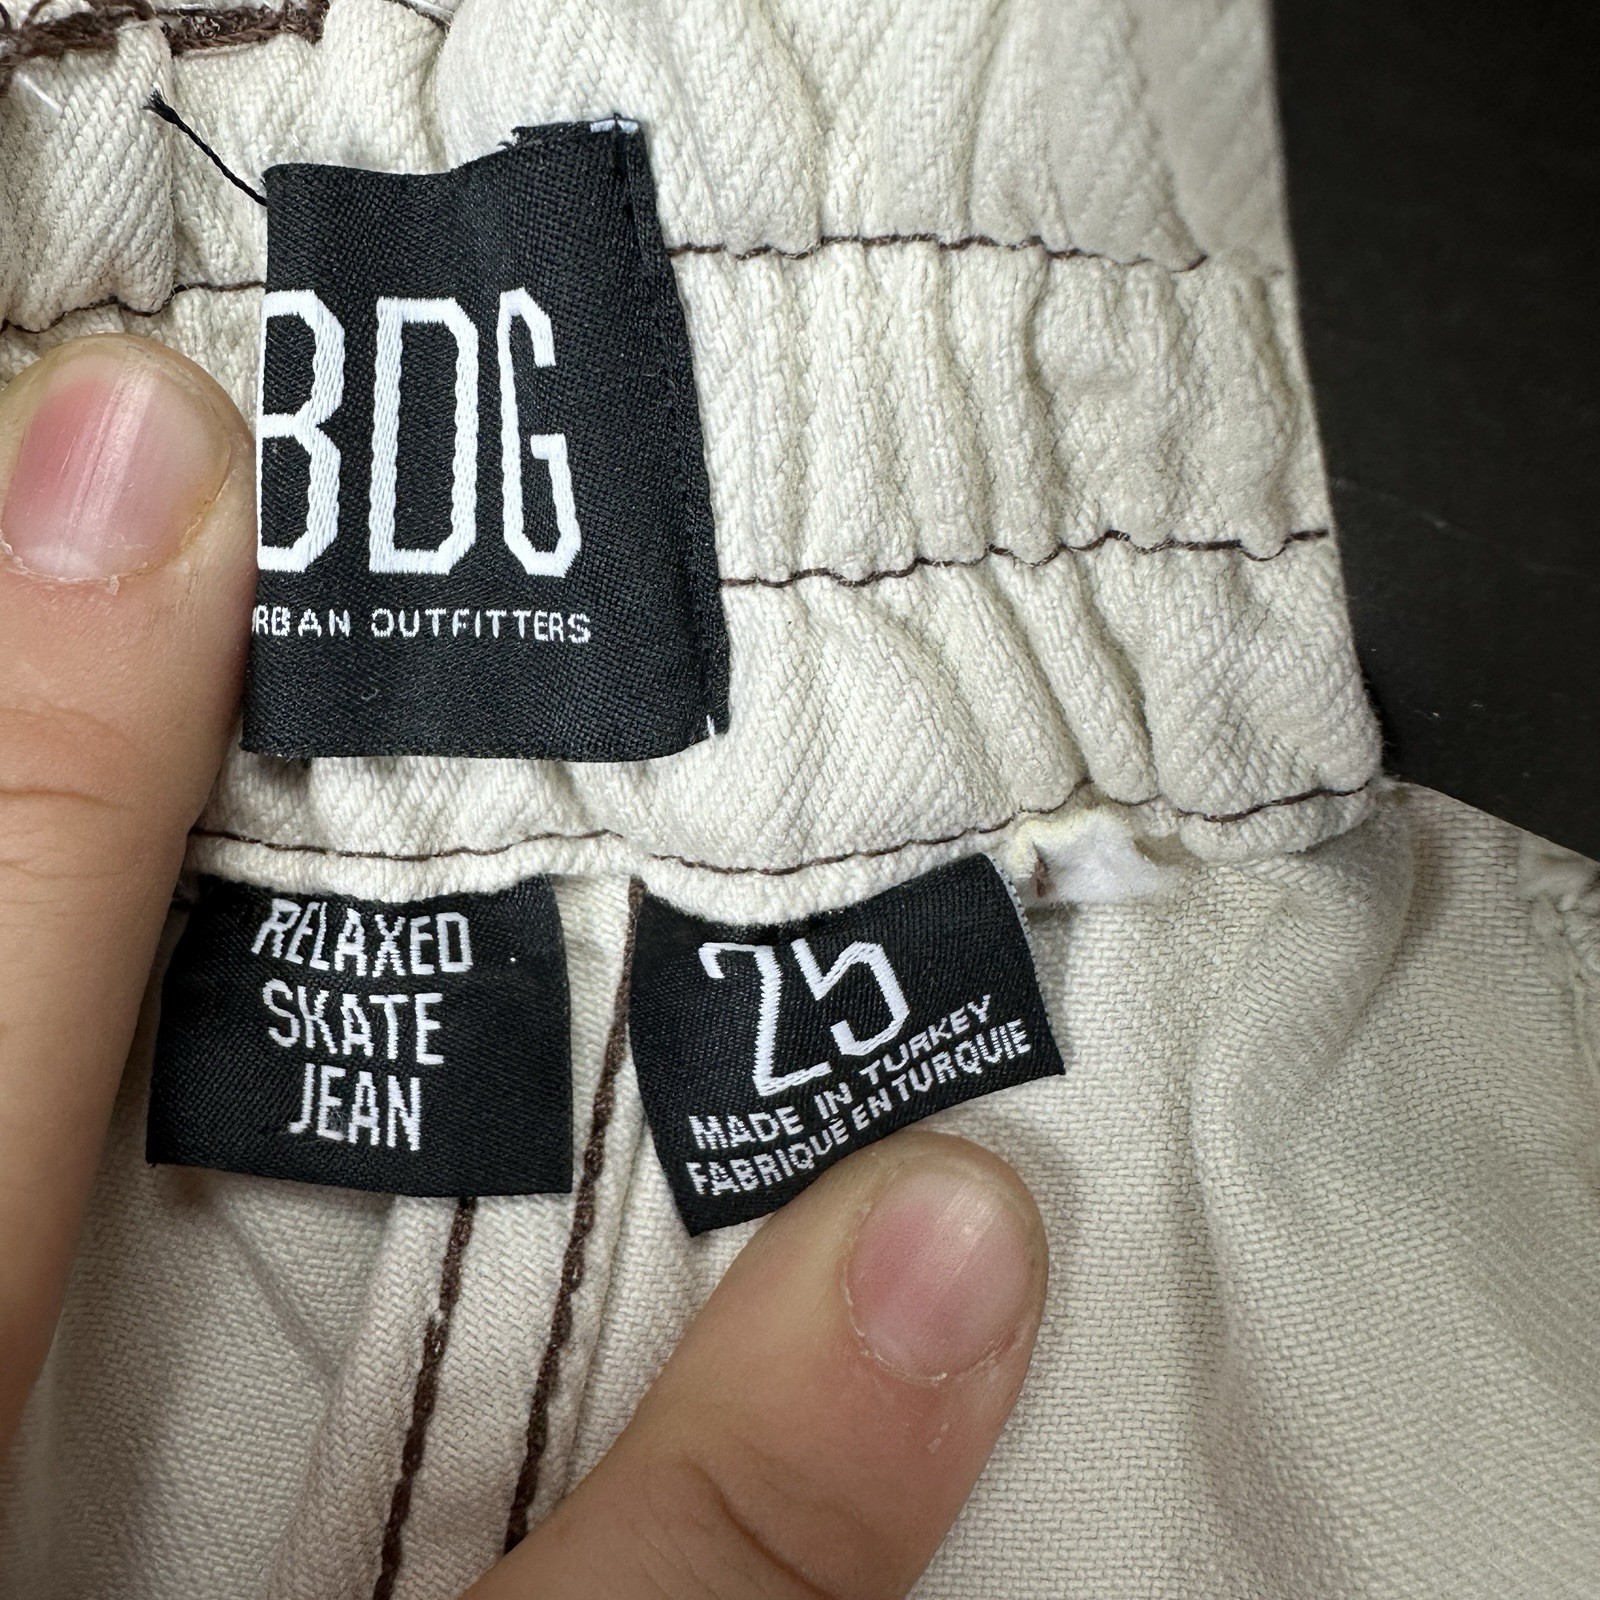 BDG
URBAN OUTFITTERS
RELAXED
SKATE
JEAN
25
MADE IN TURKEY
FABRIQUÉ EN TURQUIE